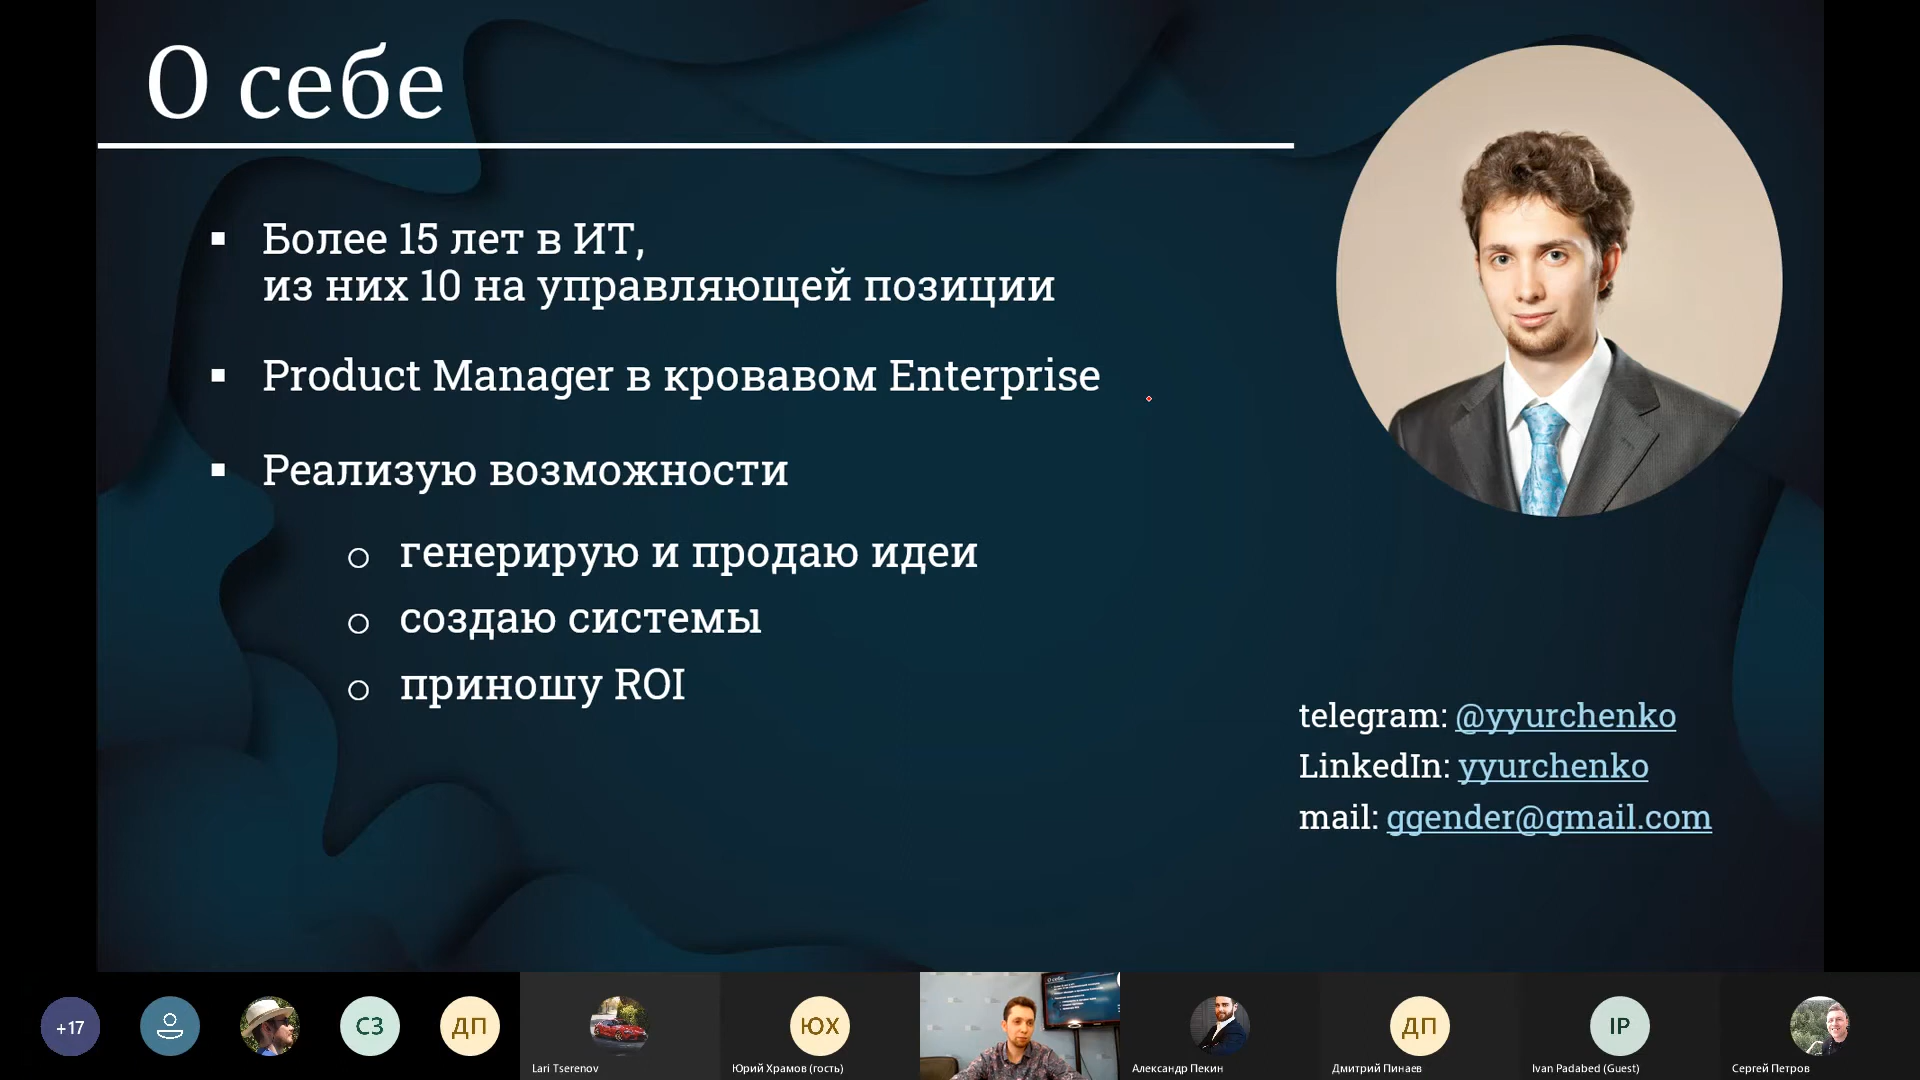 О себе
Более 15 лет в ИТ,
из них 10 на управляющей позиции
Product Manager в кровавом Enterprise
Реализую возможности
генерирую и продаю идеи
создаю системы
приношу ROI
telegram: @yyurchenko
LinkedIn: yyurchenko
mail: ggender@gmail.com
+17
СЗ
ДП
ЮХ
ДП
IP
Lari Tserenov
Юрий Храмов (гость)
Александр Пекин
Дмитрий Пинаев
Ivan Padabed (Guest)
Сергей Петров